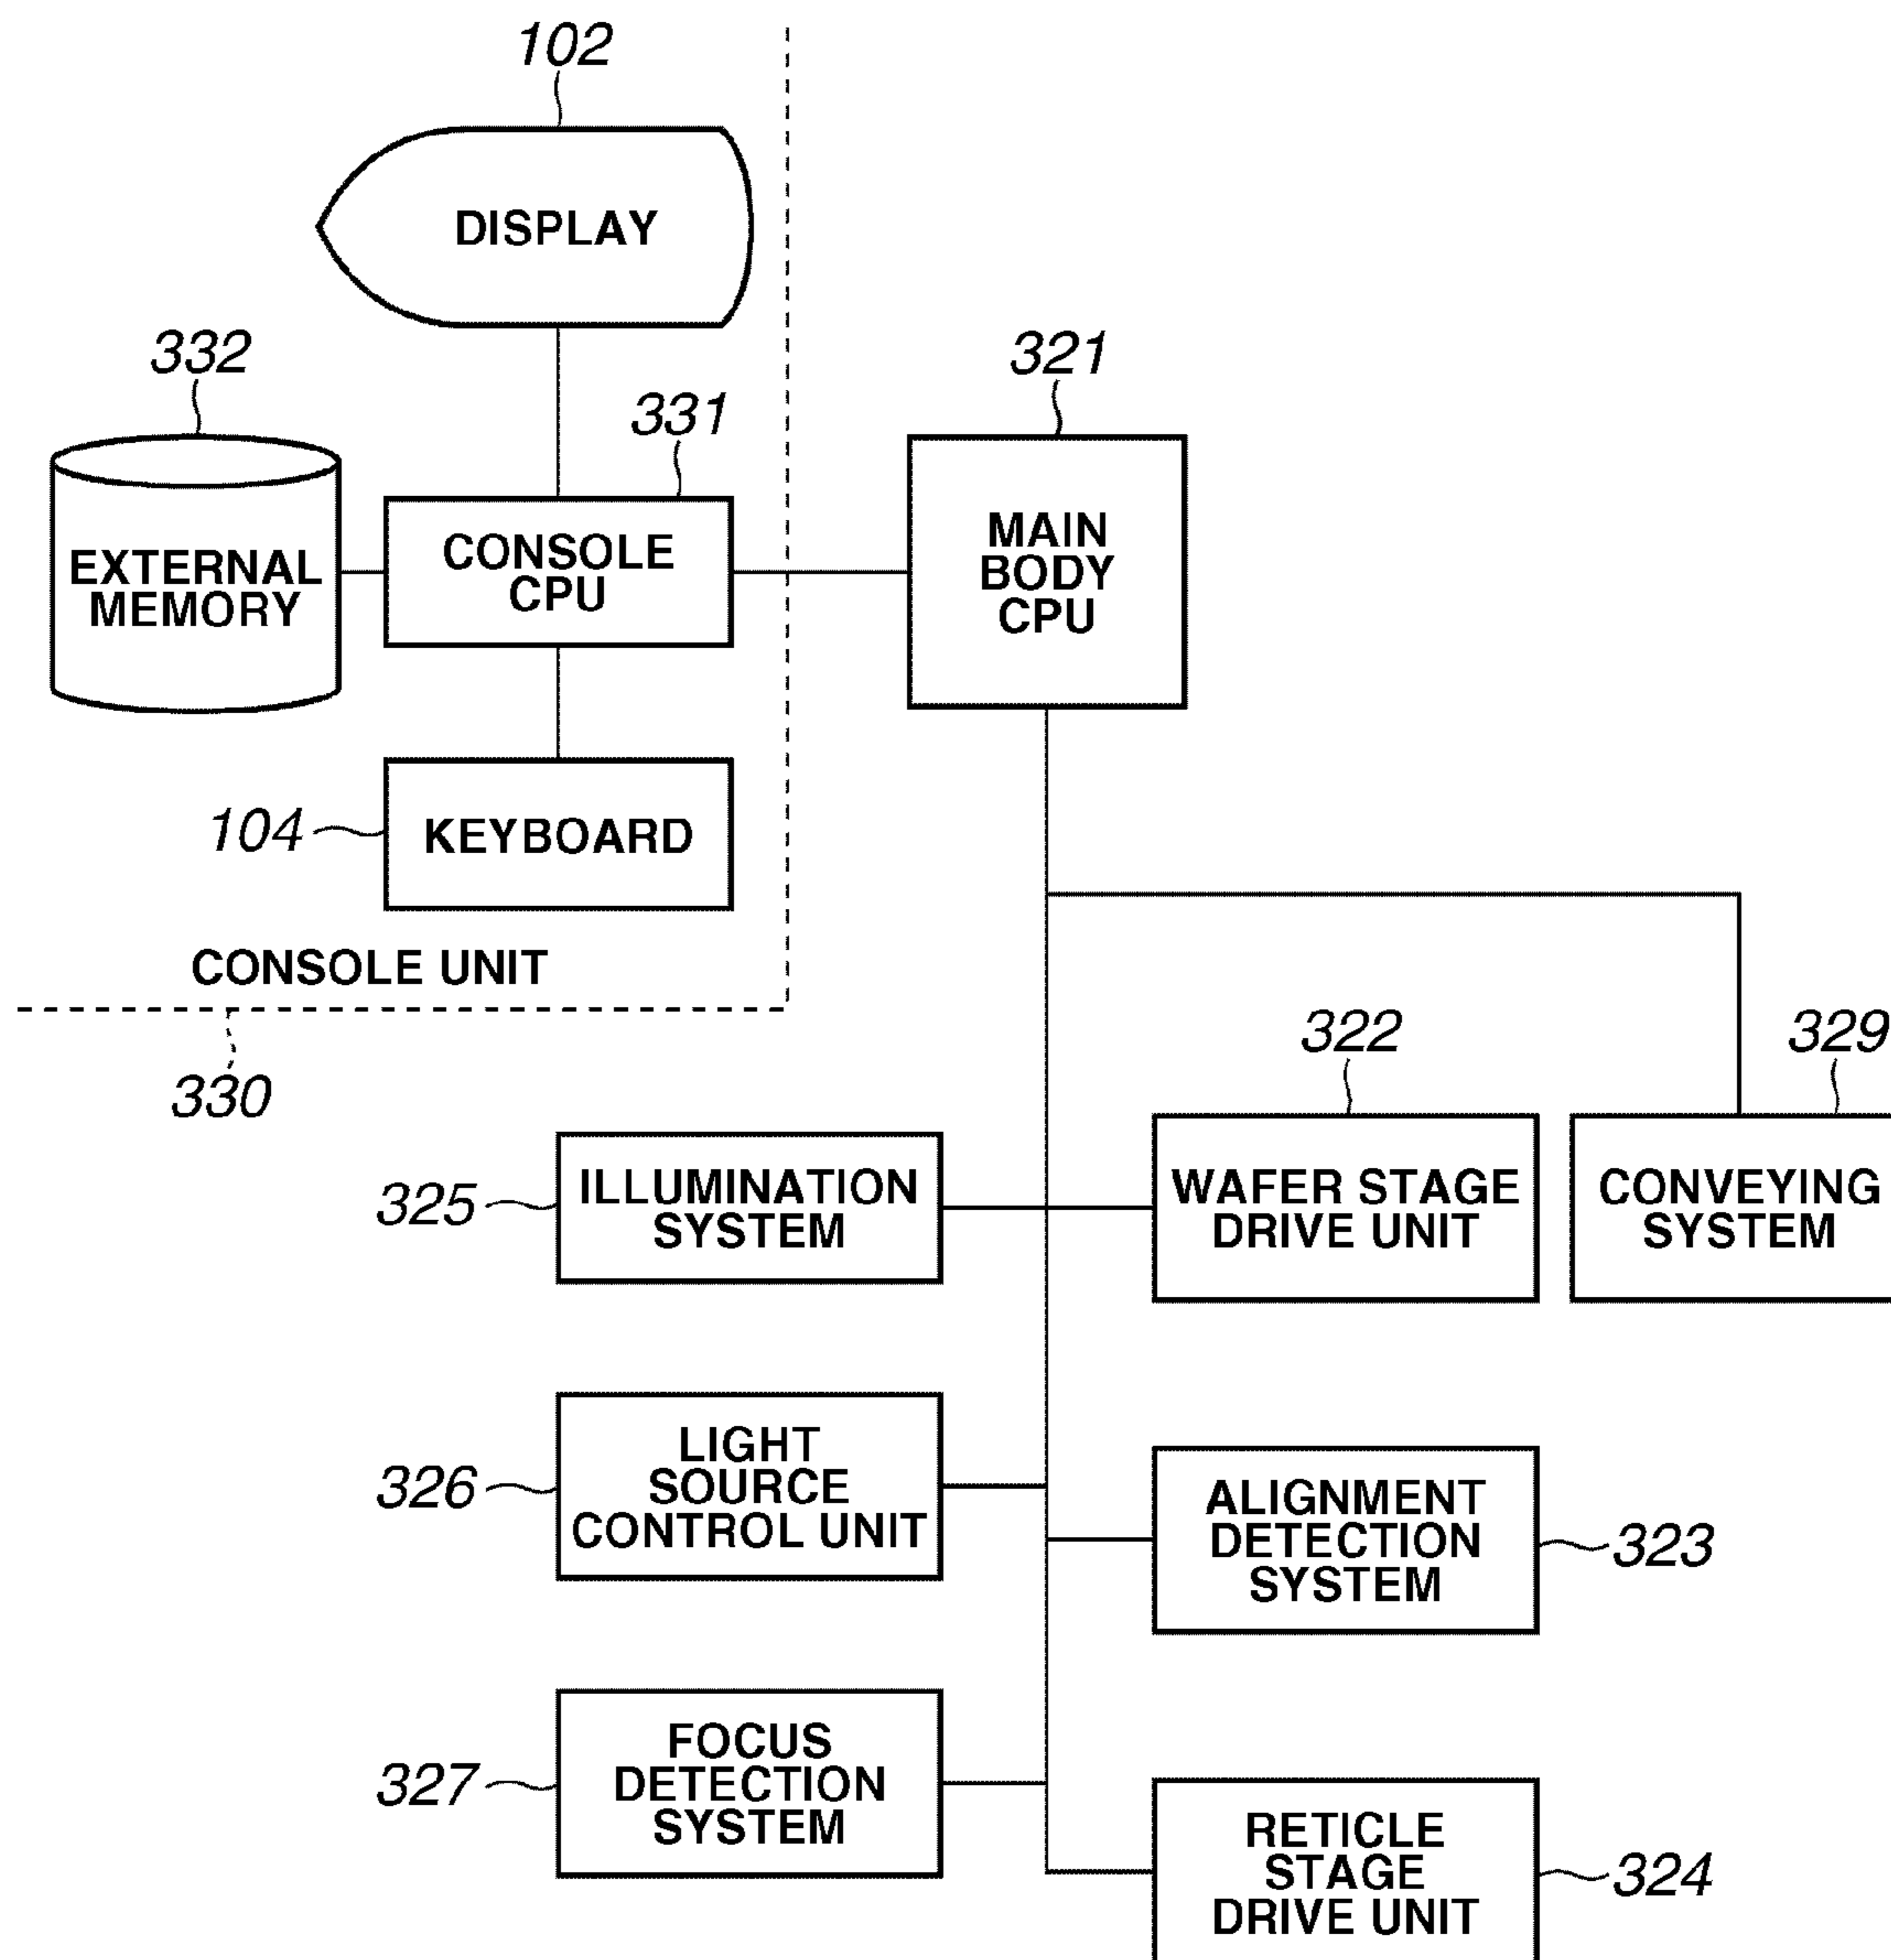 102
DISPLAY
332
331
321
EXTERNAL
MEMORY
CONSOLE
CPU
MAIN
BODY
CPU
104
KEYBOARD
CONSOLE UNIT
330
322
329
325
ILLUMINATION
SYSTEM
WAFER STAGE
DRIVE UNIT
CONVEYING
SYSTEM
326
LIGHT
SOURCE
CONTROL UNIT
ALIGNMENT
DETECTION
SYSTEM
323
327
FOCUS
DETECTION
SYSTEM
RETICLE
STAGE
DRIVE UNIT
324